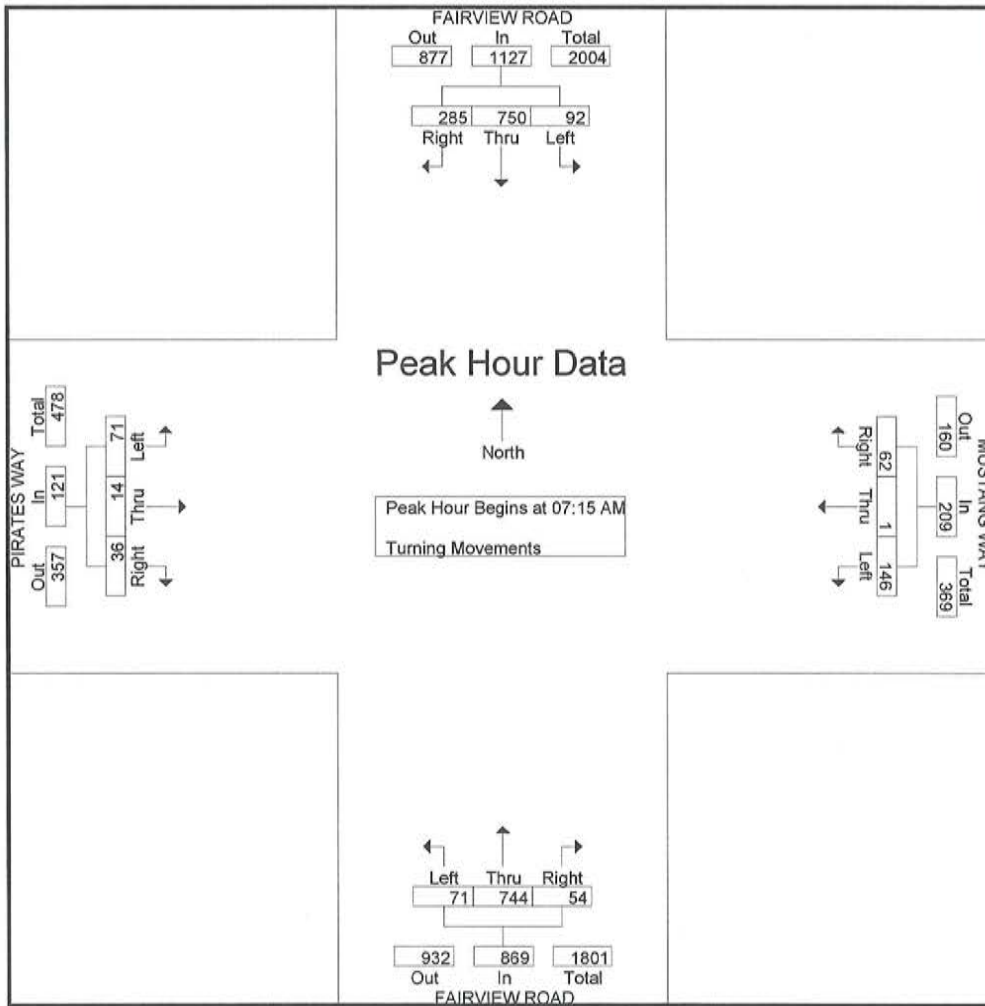 FAIRVIEW ROAD
Out In Total
877 1127 2004
285 750 92
Right Thru Left
Peak Hour Data
North
Peak Hour Begins at 07:15 AM
Turning Movements
PIRATES WAY
Out In Total
357 121 478
36 14 71
Right Thru Left
Right Thru Left
62 1 146
Out In Total
160 209 369
MUSTANG WAY
Left Thru Right
71 744 54
932 869 1801
Out In Total
FAIRVIEW ROAD